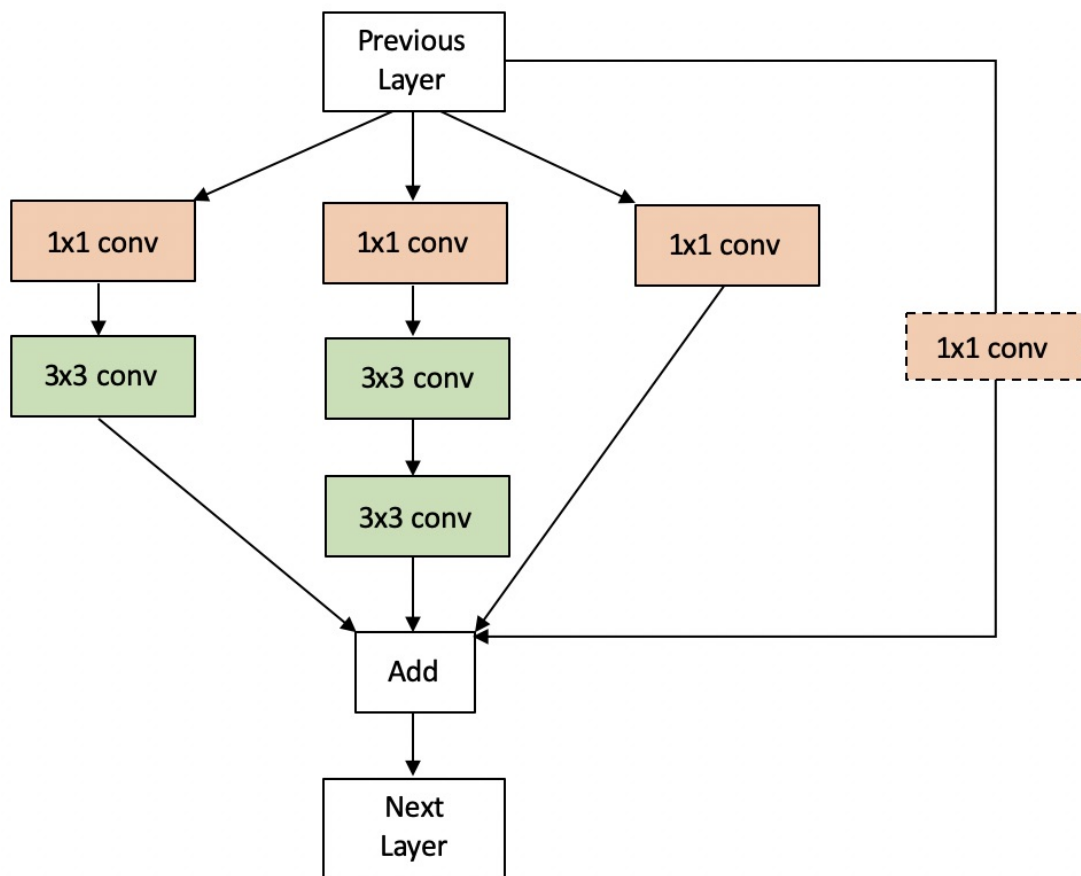 Previous
Layer
1x1 conv
1x1 conv
1x1 conv
1x1 conv
3x3 conv
3x3 conv
3x3 conv
Add
Next
Layer